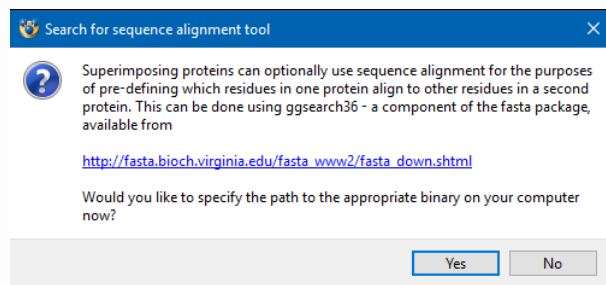 Search for sequence alignment tool
Superimposing proteins can optionally use sequence alignment for the purposes
of pre-defining which residues in one protein align to other residues in a second
protein. This can be done using ggsearch36 - a component of the fasta package,
available from
http://fasta.bioch.virginia.edu/fasta_www2/fasta_down.shtml
Would you like to specify the path to the appropriate binary on your computer
now?
Yes No